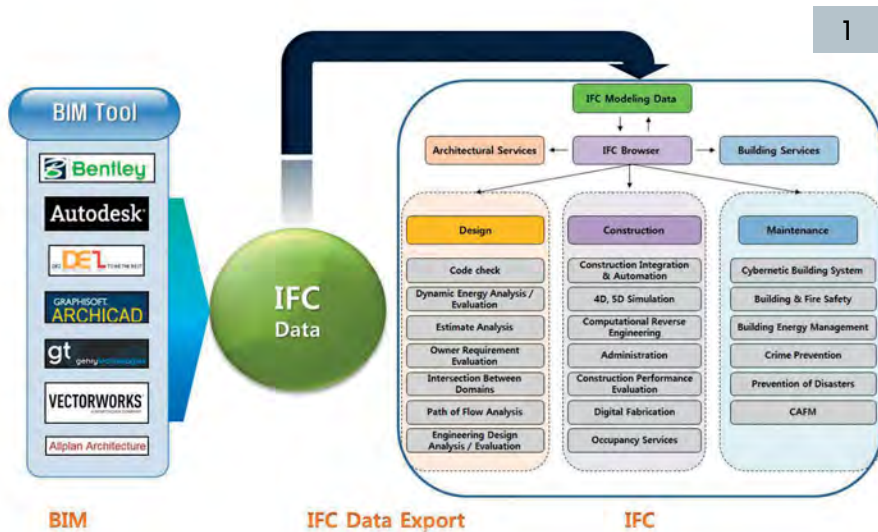 1
BIM Tool
Bentley
Autodesk
GRAPHISOFT.
ARCHICAD
gt
VECTORWORKS
Allplan Architecture
IFC
Data
IFC Modeling Data
Architectural Services
IFC Browser
Building Services
Design
Code check
Dynamic Energy Analysis /
Evaluation
Estimate Analysis
Owner Requirement
Evaluation
Intersection Between
Domains
Path of Flow Analysis
Engineering Design
Analysis / Evaluation
Construction
Construction Integration
& Automation
4D, 5D Simulation
Computational Reverse
Engineering
Administration
Construction Performance
Evaluation
Digital Fabrication
Occupancy Services
Maintenance
Cybernetic Building System
Building & Fire Safety
Building Energy Management
Crime Prevention
Prevention of Disasters
CAFM
BIM
IFC Data Export
IFC